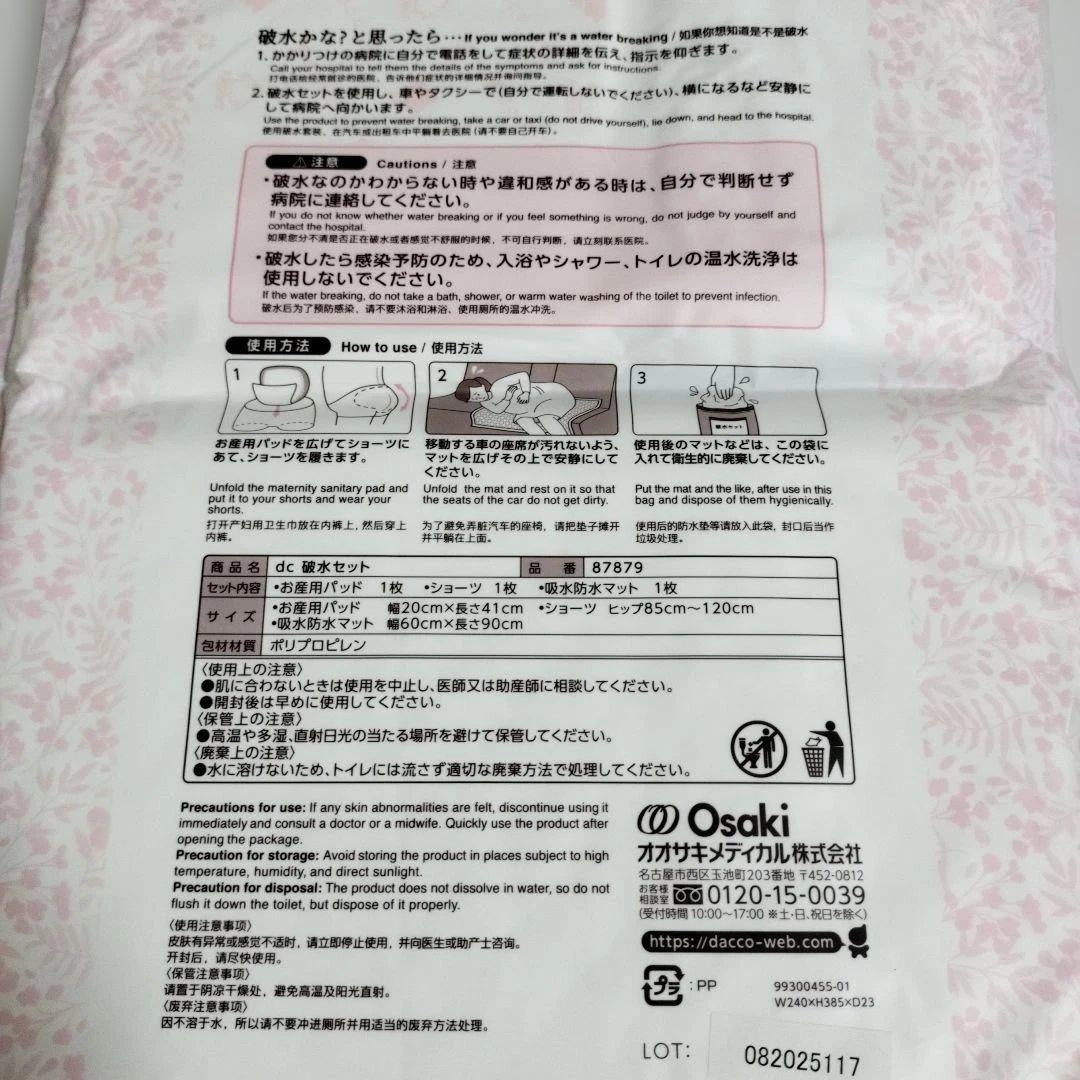 破水かな?と思ったら…If you wonder it's a water breaking / 如果你想知道是不是破水
1. かかりつけの病院に自分で電話をして症状の詳細を伝え、指示を仰ぎます。
Call your hospital to tell them the details of the symptoms and ask for instructions.
打电话给经常就诊的医院，告诉他们症状的详细情况并询问指导。
2. 破水セットを使用し、車やタクシーで(自分で運転しないでください)、横になるなど安静に
して病院へ向かいます。
Use the product to prevent water breaking, take a car or taxi (do not drive yourself), lie down, and head to the hospital.
使用破水套装，在汽车或出租车中平躺着去医院(请不要自己开车)。
⚠注意 Cautions / 注意
・破水なのかわからない時や違和感がある時は、自分で判断せず
病院に連絡してください。
If you do not know whether water breaking or if you feel something is wrong, do not judge by yourself and
contact the hospital.
如果您分不清是否正在破水或者感觉不舒服的时候，不可自行判断，请立刻联系医院。
・破水したら感染予防のため、入浴やシャワー、トイレの温水洗浄は
使用しないでください。
If the water breaking, do not take a bath, shower, or warm water washing of the toilet to prevent infection.
破水后为了预防感染，请不要沐浴和淋浴、使用厕所的温水冲洗。
使用方法 How to use / 使用方法
1
2
3
破水セット
お産用パッドを広げてショーツに
あて、ショーツを履きます。
Unfold the maternity sanitary pad and
put it to your shorts and wear your
shorts.
打开产妇用卫生巾放在内裤上，然后穿上
内裤。
移動する車の座席が汚れないよう、
マットを広げその上で安静にして
ください。
Unfold the mat and rest on it so that
the seats of the car do not get dirty.
为了避免弄脏汽车的座椅，请把垫子摊开
并平躺在上面。
使用後のマットなどは、この袋に
入れて衛生的に廃棄してください。
Put the mat and the like, after use in this
bag and dispose of them hygienically.
使用后的防水垫等请放入此袋，封口后当作
垃圾处理。
商品名 dc 破水セット 品番 87879
セット内容 •お産用パッド 1枚 •ショーツ 1枚 •吸水防水マット 1枚
サイズ •お産用パッド 幅20cm×長さ41cm •ショーツ ヒップ85cm〜120cm
•吸水防水マット 幅60cm×長さ90cm
包材材質 ポリプロピレン
〈使用上の注意〉
●肌に合わないときは使用を中止し、医師又は助産師に相談してください。
●開封後は早めに使用してください。
〈保管上の注意〉
●高温や多湿、直射日光の当たる場所を避けて保管してください。
〈廃棄上の注意〉
●水に溶けないため、トイレには流さず適切な廃棄方法で処理してください。
Precautions for use: If any skin abnormalities are felt, discontinue using it
immediately and consult a doctor or a midwife. Quickly use the product after
opening the package.
Precaution for storage: Avoid storing the product in places subject to high
temperature, humidity, and direct sunlight.
Precaution for disposal: The product does not dissolve in water, so do not
flush it down the toilet, but dispose of it properly.
〈使用注意事项〉
皮肤有异常或感觉不适时，请立即停止使用，并向医生或助产士咨询。
开封后，请尽快使用。
〈保管注意事项〉
请置于阴凉干燥处，避免高温及阳光直射。
〈废弃注意事项〉
因不溶于水，所以请不要冲进厕所并用适当的废弃方法处理。
Osaki
オオサキメディカル株式会社
名古屋市西区玉池町203番地 〒452-0812
お客様
相談室 0120-15-0039
(受付時間 10:00〜17:00 ※土・日、祝日を除く)
https://dacco-web.com
プラ :PP
99300455-01
W240×H385×D23
LOT: 082025117